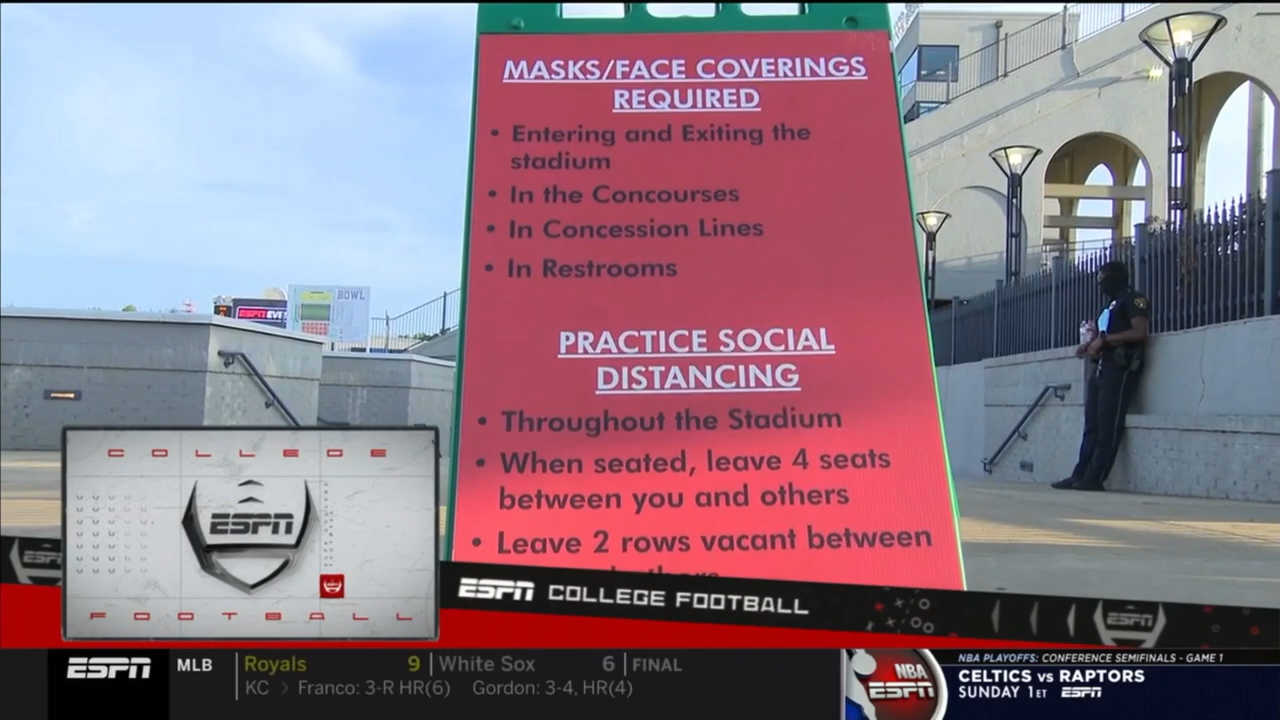 MASKS/FACE COVERINGS
REQUIRED
• Entering and Exiting the
stadium
• In the Concourses
• In Concession Lines
• In Restrooms
PRACTICE SOCIAL
DISTANCING
• Throughout the Stadium
• When seated, leave 4 seats
between you and others
• Leave 2 rows vacant between
BOWL
COLLEGE
ESPN
FOOTBALL
ESPN COLLEGE FOOTBALL
ESPN
ESPN
ESPN
MLB
Royals 9
White Sox 6
FINAL
KC > Franco: 3-R HR(6) Gordon: 3-4, HR(4)
NBA
ESPN
NBA PLAYOFFS: CONFERENCE SEMIFINALS - GAME 1
CELTICS vs RAPTORS
SUNDAY 1ET ESPN